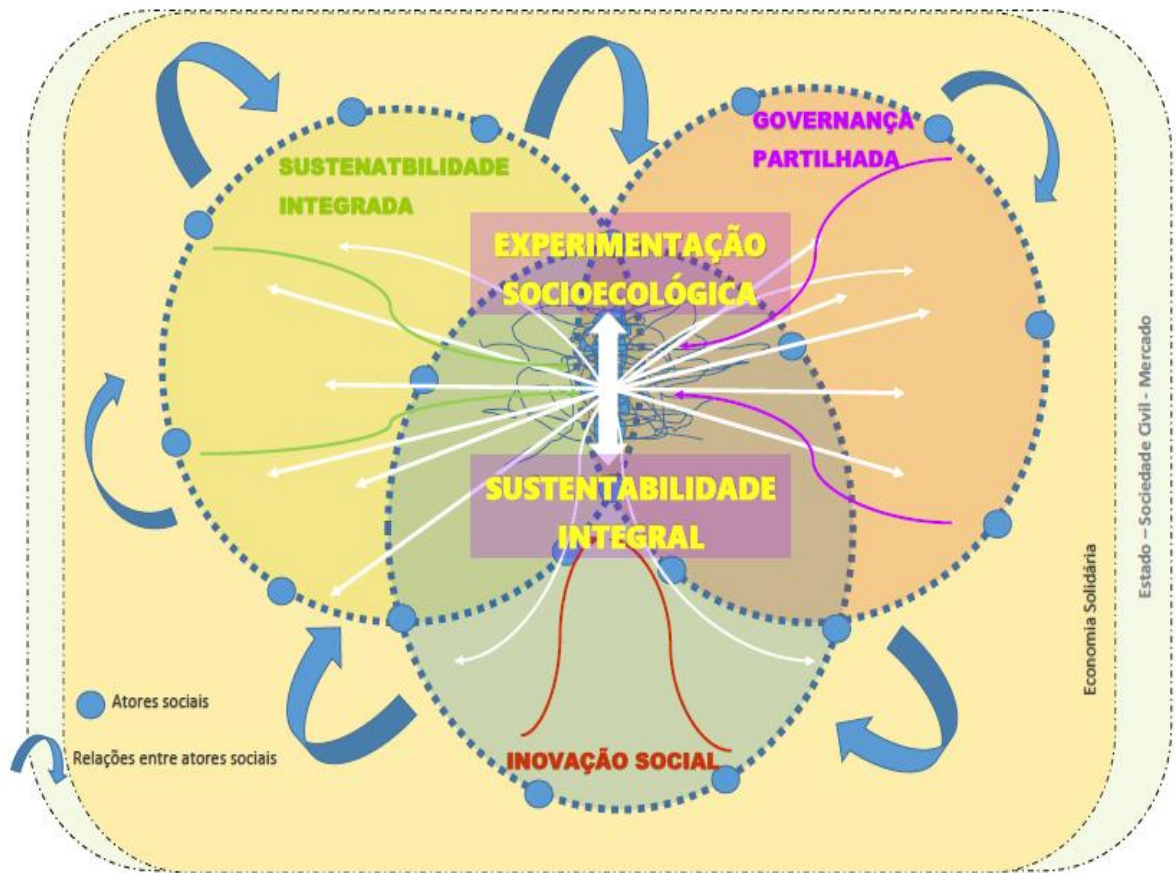 GOVERNANÇA
PARTILHADA
SUSTENATBILIDADE
INTEGRADA
EXPERIMENTAÇÃO
SOCIOECOLÓGICA
SUSTENTABILIDADE
INTEGRAL
INOVAÇÃO SOCIAL
Atores sociais
Relações entre atores sociais
Economia Solidária
Estado – Sociedade Civil - Mercado